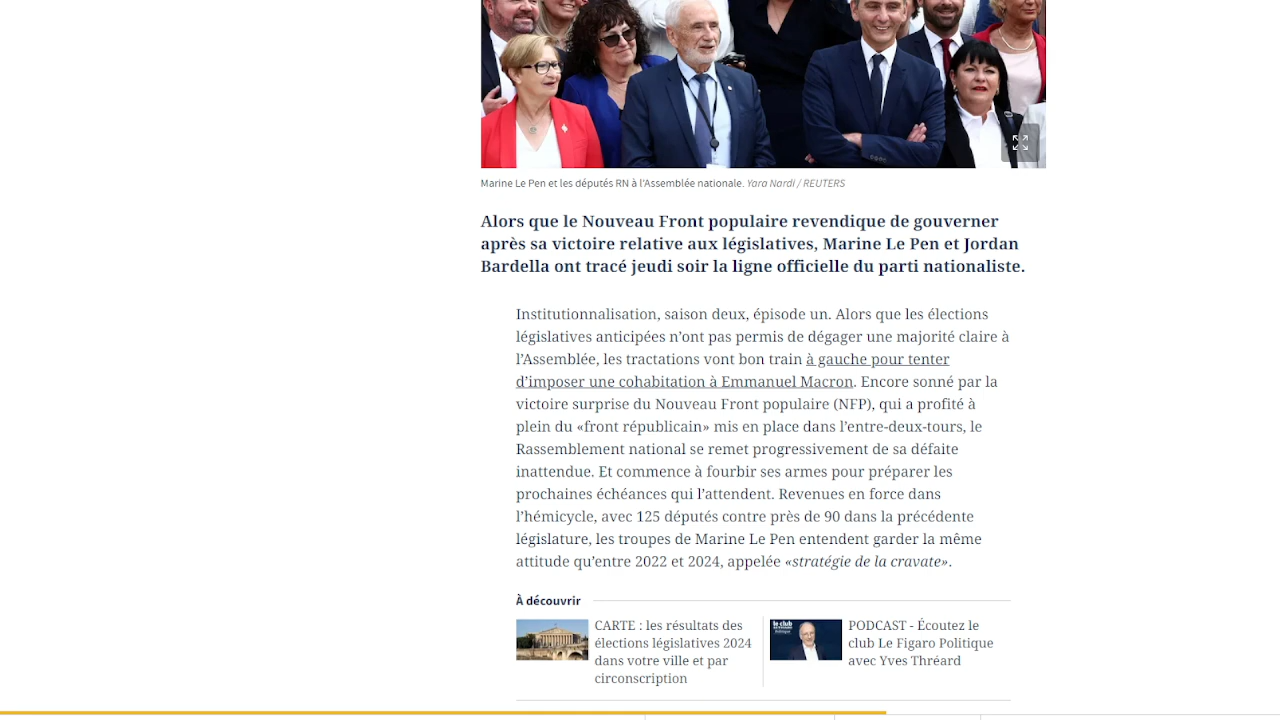 Marine Le Pen et les députés RN à l'Assemblée nationale. Yara Nardi / REUTERS
Alors que le Nouveau Front populaire revendique de gouverner
après sa victoire relative aux législatives, Marine Le Pen et Jordan
Bardella ont tracé jeudi soir la ligne officielle du parti nationaliste.
Institutionnalisation, saison deux, épisode un. Alors que les élections
législatives anticipées n’ont pas permis de dégager une majorité claire à
l’Assemblée, les tractations vont bon train à gauche pour tenter
d’imposer une cohabitation à Emmanuel Macron. Encore sonné par la
victoire surprise du Nouveau Front populaire (NFP), qui a profité à
plein du «front républicain» mis en place dans l’entre-deux-tours, le
Rassemblement national se remet progressivement de sa défaite
inattendue. Et commence à fourbir ses armes pour préparer les
prochaines échéances qui l’attendent. Revenues en force dans
l’hémicycle, avec 125 députés contre près de 90 dans la précédente
législature, les troupes de Marine Le Pen entendent garder la même
attitude qu’entre 2022 et 2024, appelée «stratégie de la cravate».
À découvrir
CARTE : les résultats des
élections législatives 2024
dans votre ville et par
circonscription
le club
PODCAST - Écoutez le
club Le Figaro Politique
avec Yves Thréard